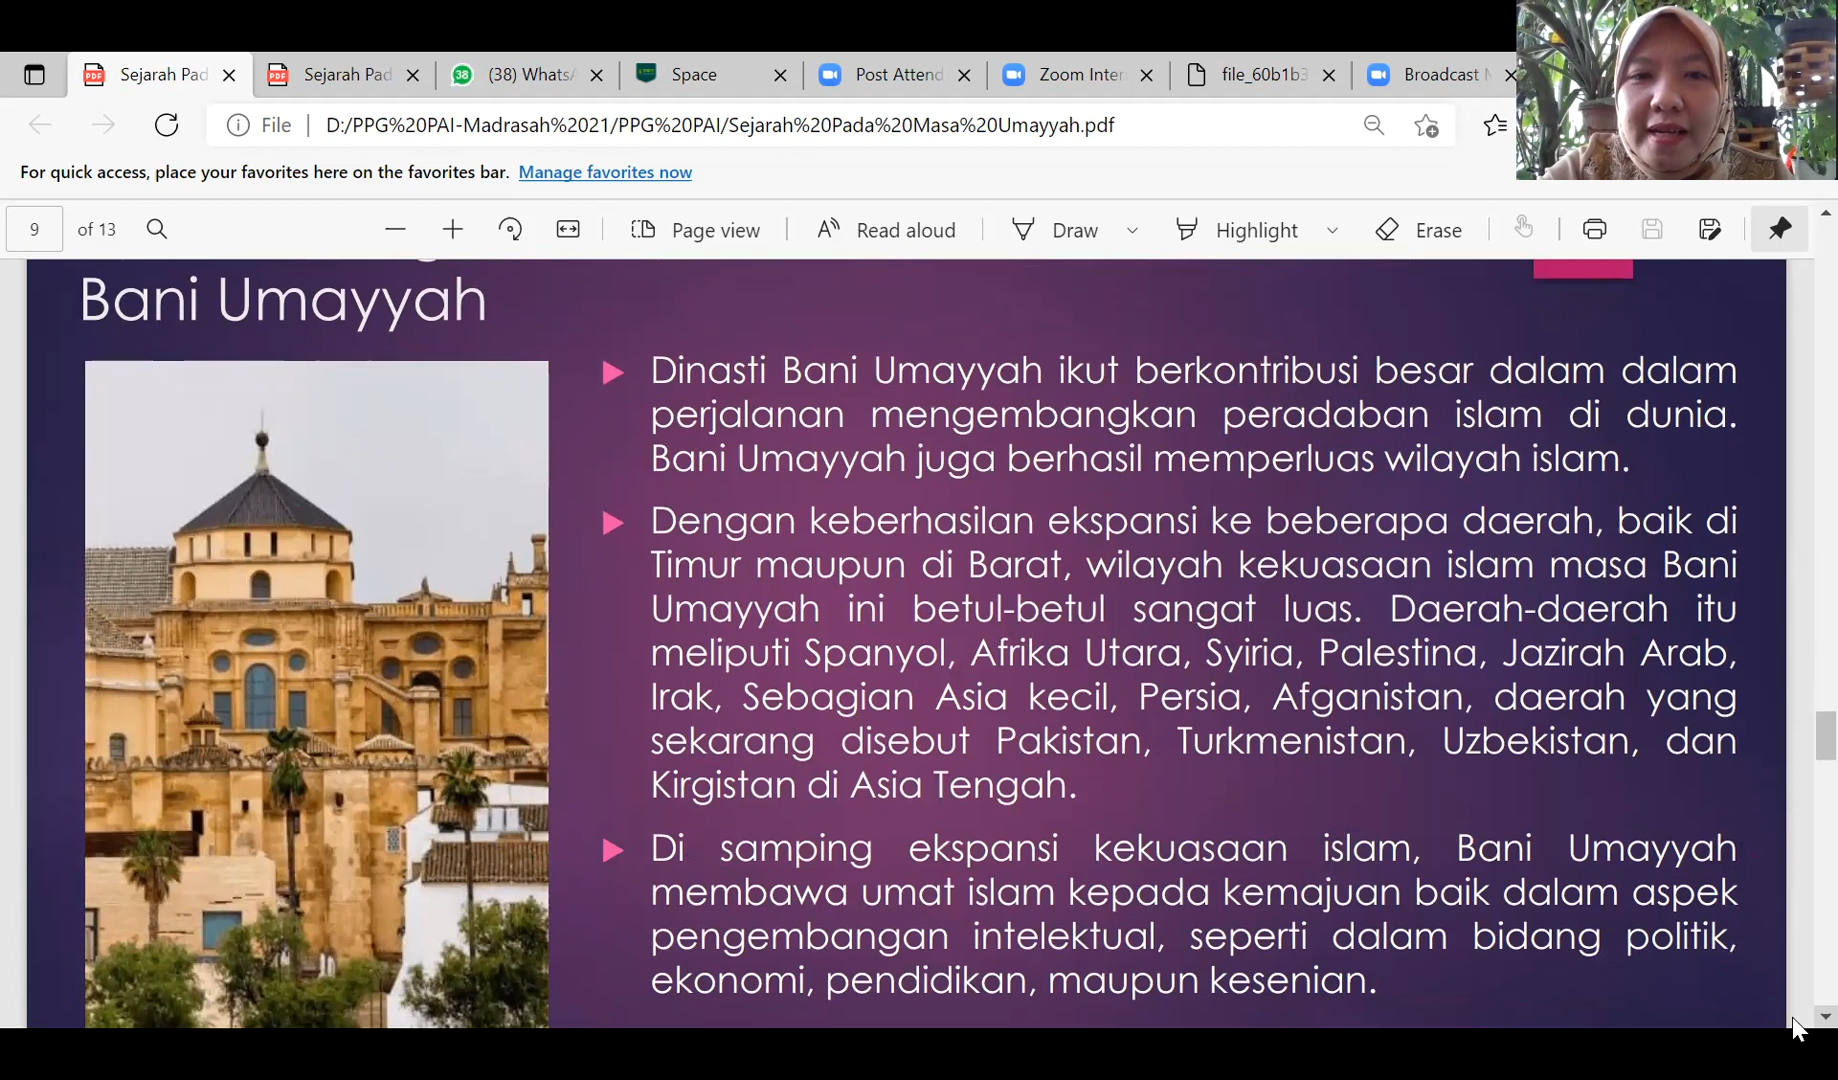 Sejarah Pad
Sejarah Pad
38
(38) Whats
Space
Post Attend
Zoom Inter
file_60b1b3
Broadcast
File
D:/PPG%20PAI-Madrasah%2021/PPG%20PAI/Sejarah%20Pada%20Masa%20Umayyah.pdf
For quick access, place your favorites here on the favorites bar. Manage favorites now
9 of 13
Page view
Read aloud
Draw
Highlight
Erase
Bani Umayyah
Dinasti Bani Umayyah ikut berkontribusi besar dalam dalam
perjalanan mengembangkan peradaban islam di dunia.
Bani Umayyah juga berhasil memperluas wilayah islam.
Dengan keberhasilan ekspansi ke beberapa daerah, baik di
Timur maupun di Barat, wilayah kekuasaan islam masa Bani
Umayyah ini betul-betul sangat luas. Daerah-daerah itu
meliputi Spanyol, Afrika Utara, Syiria, Palestina, Jazirah Arab,
Irak, Sebagian Asia kecil, Persia, Afganistan, daerah yang
sekarang disebut Pakistan, Turkmenistan, Uzbekistan, dan
Kirgistan di Asia Tengah.
Di samping ekspansi kekuasaan islam, Bani Umayyah
membawa umat islam kepada kemajuan baik dalam aspek
pengembangan intelektual, seperti dalam bidang politik,
ekonomi, pendidikan, maupun kesenian.